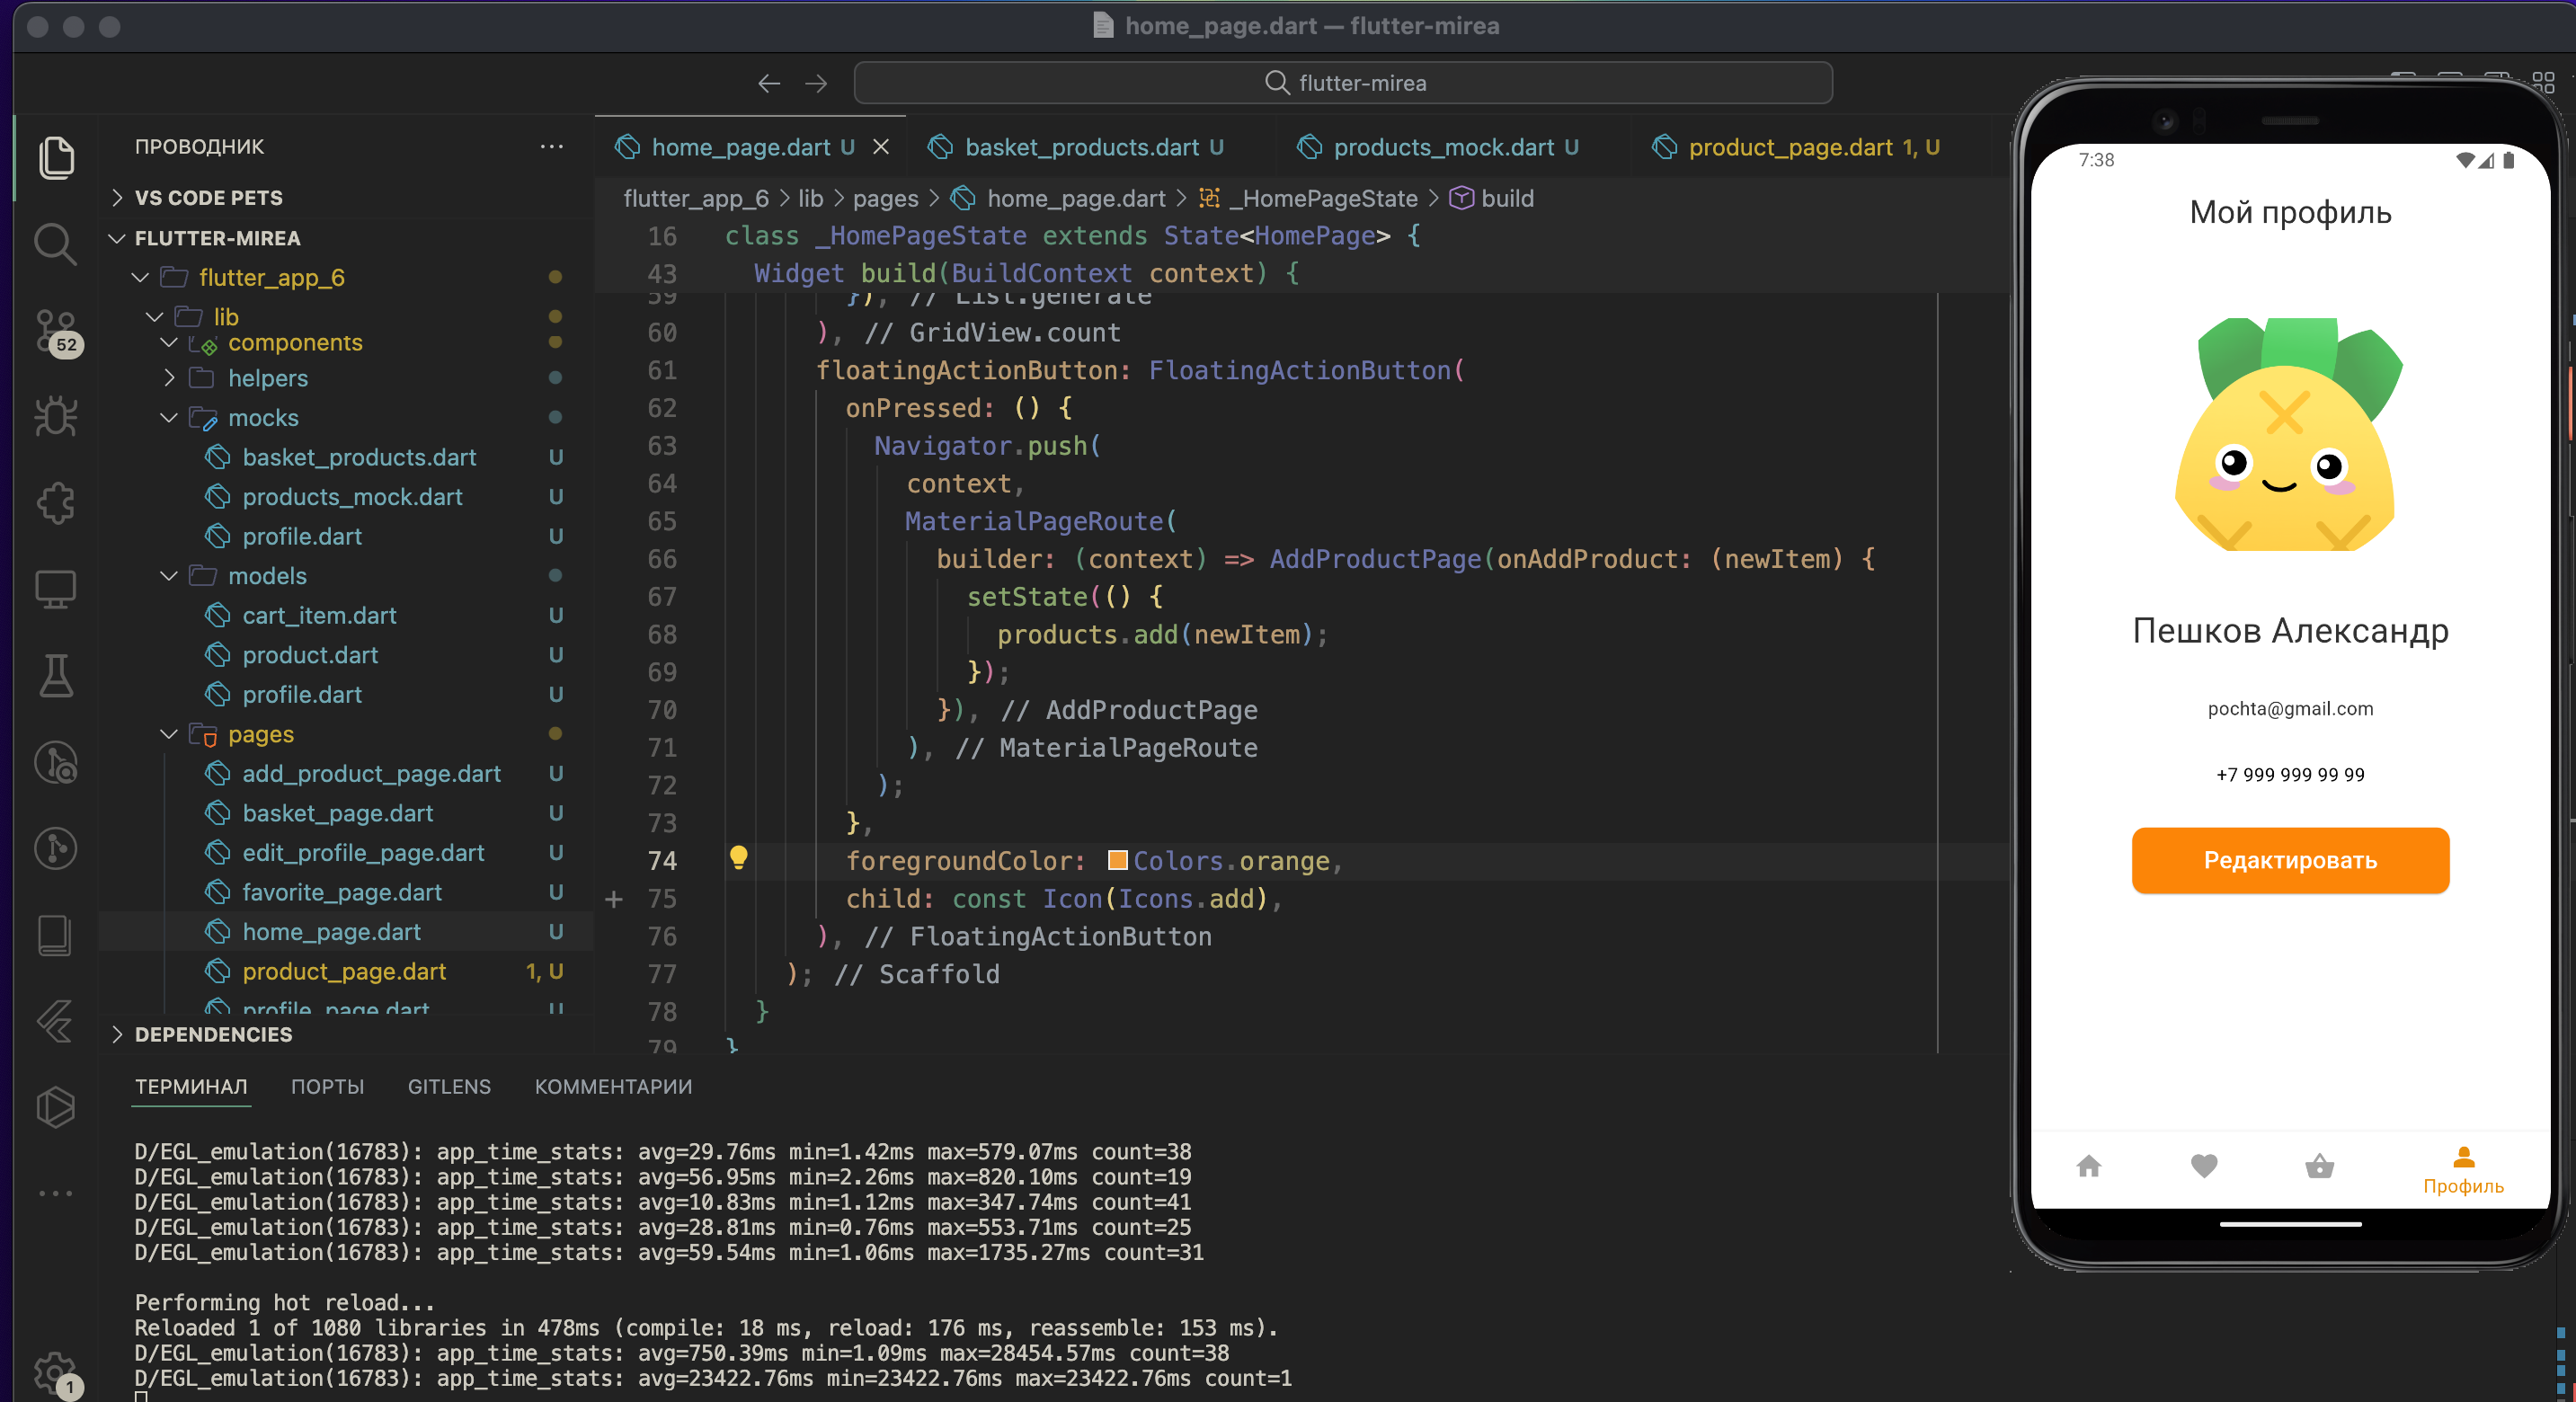 home_page.dart — flutter-mirea
flutter-mirea
ПРОВОДНИК
VS CODE PETS
FLUTTER-MIREA
flutter_app_6
lib
components
helpers
mocks
basket_products.dart U
products_mock.dart U
profile.dart U
models
cart_item.dart U
product.dart U
profile.dart U
pages
add_product_page.dart U
basket_page.dart U
edit_profile_page.dart U
favorite_page.dart U
home_page.dart U
product_page.dart 1, U
profile_page.dart U
DEPENDENCIES
52
1
home_page.dart U
basket_products.dart U
products_mock.dart U
product_page.dart 1, U
flutter_app_6 > lib > pages > home_page.dart > _HomePageState > build
16 class _HomePageState extends State<HomePage> {
43 Widget build(BuildContext context) {
59 }), // List.generate
60 ), // GridView.count
61 floatingActionButton: FloatingActionButton(
62 onPressed: () {
63 Navigator.push(
64 context,
65 MaterialPageRoute(
66 builder: (context) => AddProductPage(onAddProduct: (newItem) {
67 setState(() {
68 products.add(newItem);
69 });
70 }), // AddProductPage
71 ), // MaterialPageRoute
72 );
73 },
74 foregroundColor: Colors.orange,
75 child: const Icon(Icons.add),
76 ), // FloatingActionButton
77 ); // Scaffold
78 }
79 }
ТЕРМИНАЛ ПОРТЫ GITLENS КОММЕНТАРИИ
D/EGL_emulation(16783): app_time_stats: avg=29.76ms min=1.42ms max=579.07ms count=38
D/EGL_emulation(16783): app_time_stats: avg=56.95ms min=2.26ms max=820.10ms count=19
D/EGL_emulation(16783): app_time_stats: avg=10.83ms min=1.12ms max=347.74ms count=41
D/EGL_emulation(16783): app_time_stats: avg=28.81ms min=0.76ms max=553.71ms count=25
D/EGL_emulation(16783): app_time_stats: avg=59.54ms min=1.06ms max=1735.27ms count=31
Performing hot reload...
Reloaded 1 of 1080 libraries in 478ms (compile: 18 ms, reload: 176 ms, reassemble: 153 ms).
D/EGL_emulation(16783): app_time_stats: avg=750.39ms min=1.09ms max=28454.57ms count=38
D/EGL_emulation(16783): app_time_stats: avg=23422.76ms min=23422.76ms max=23422.76ms count=1
7:38
Мой профиль
Пешков Александр
pochta@gmail.com
+7 999 999 99 99
Редактировать
Профиль